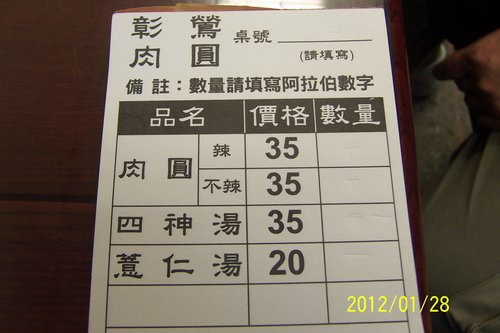 彰鶯 桌號
肉圓 (請填寫)
備註：數量請填寫阿拉伯數字
品名 價格 數量
肉圓 辣 35
不辣 35
四神湯 35
薏仁湯 20
2012/01/28